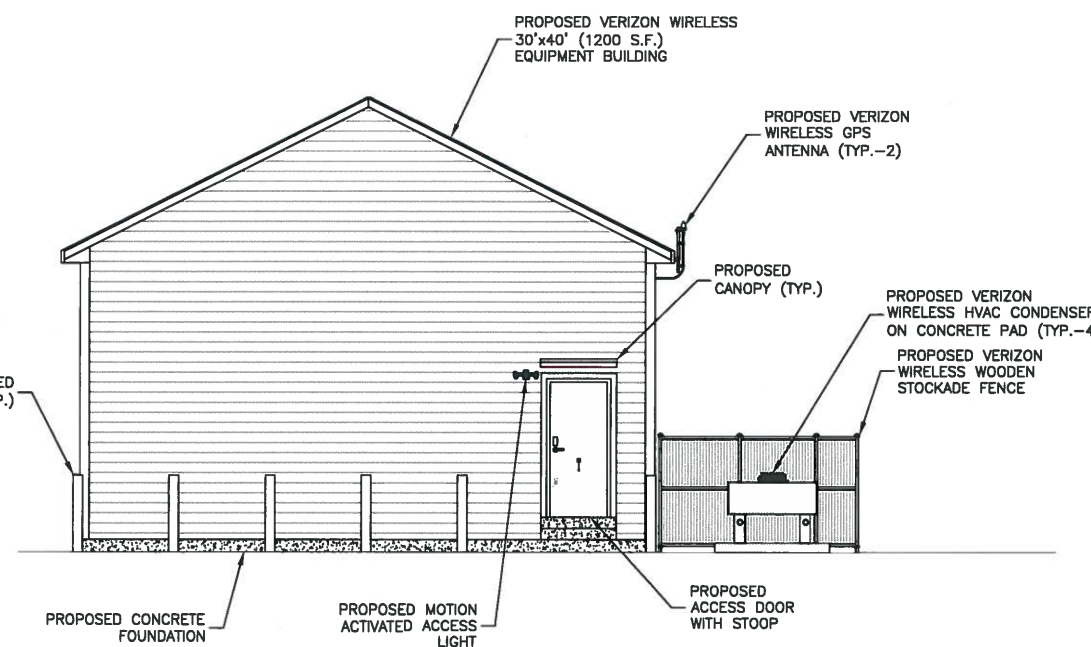 PROPOSED VERIZON WIRELESS
30'x40' (1200 S.F.)
EQUIPMENT BUILDING
PROPOSED VERIZON
WIRELESS GPS
ANTENNA (TYP.-2)
PROPOSED
CANOPY (TYP.)
PROPOSED VERIZON
WIRELESS HVAC CONDENSER
ON CONCRETE PAD (TYP.-4
PROPOSED VERIZON
WIRELESS WOODEN
STOCKADE FENCE
ED
P.)
PROPOSED CONCRETE
FOUNDATION
PROPOSED MOTION
ACTIVATED ACCESS
LIGHT
PROPOSED
ACCESS DOOR
WITH STOOP